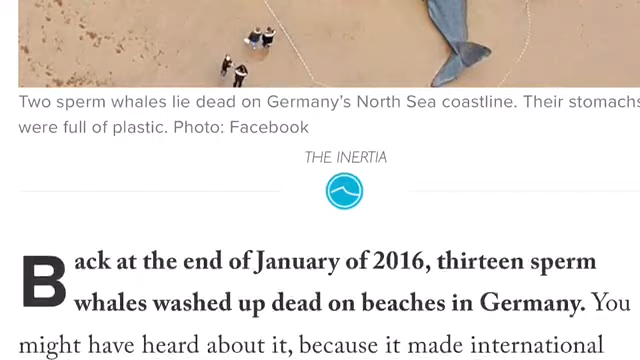 Two sperm whales lie dead on Germany's North Sea coastline. Their stomachs
were full of plastic. Photo: Facebook
THE INERTIA
Back at the end of January of 2016, thirteen sperm
whales washed up dead on beaches in Germany. You
might have heard about it, because it made international